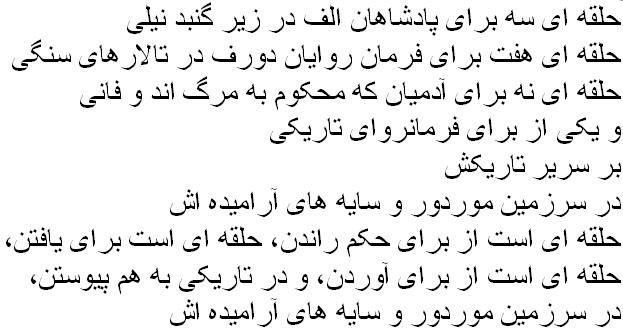 حلقه ای سه برای پادشاهان الف در زیر گنبد نیلی
حلقه ای هفت برای فرمان روایان دورف در تالارهای سنگی
حلقه ای نه برای آدمیان که محکوم به مرگ اند و فانی
و یکی از برای فرمانروای تاریکی
بر سریر تاریکش
در سرزمین موردور و سایه های آرامیده اش
حلقه ای است از برای حکم راندن، حلقه ای است برای یافتن،
حلقه ای است از برای آوردن، و در تاریکی به هم پیوستن،
در سرزمین موردور و سایه های آرامیده اش